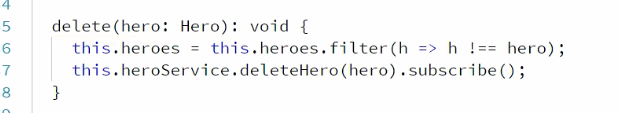 4
5 delete(hero: Hero): void {
6 this.heroes = this.heroes.filter(h => h !== hero);
7 this.heroService.deleteHero(hero).subscribe();
8 }